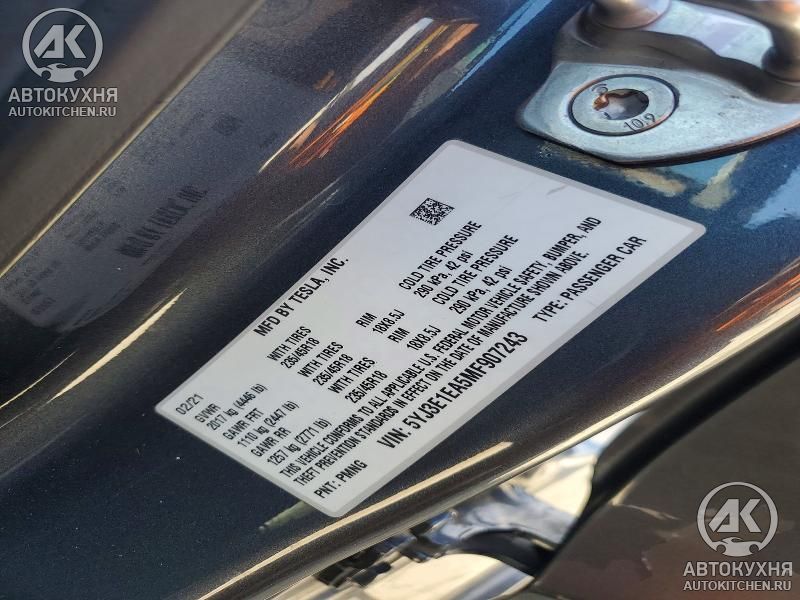 AK
АВТОКУХНЯ
AUTOKITCHEN.RU
10.9
MFD BY TESLA, INC.
02/21
GVWR
2017 kg (4446 lb)
GAWR FRT WITH TIRES RIM COLD TIRE PRESSURE
1110 kg (2447 lb) 235/45R18 18X8.5J 290 kPa, 42 psi
GAWR RR WITH TIRES RIM COLD TIRE PRESSURE
1257 kg (2771 lb) 235/45R18 18X8.5J 290 kPa, 42 psi
THIS VEHICLE CONFORMS TO ALL APPLICABLE U.S. FEDERAL MOTOR VEHICLE SAFETY, BUMPER, AND
THEFT PREVENTION STANDARDS IN EFFECT ON THE DATE OF MANUFACTURE SHOWN ABOVE.
PNT: PMNG VIN: 5YJ3E1EA5MF907243 TYPE: PASSENGER CAR
AK
АВТОКУХНЯ
AUTOKITCHEN.RU